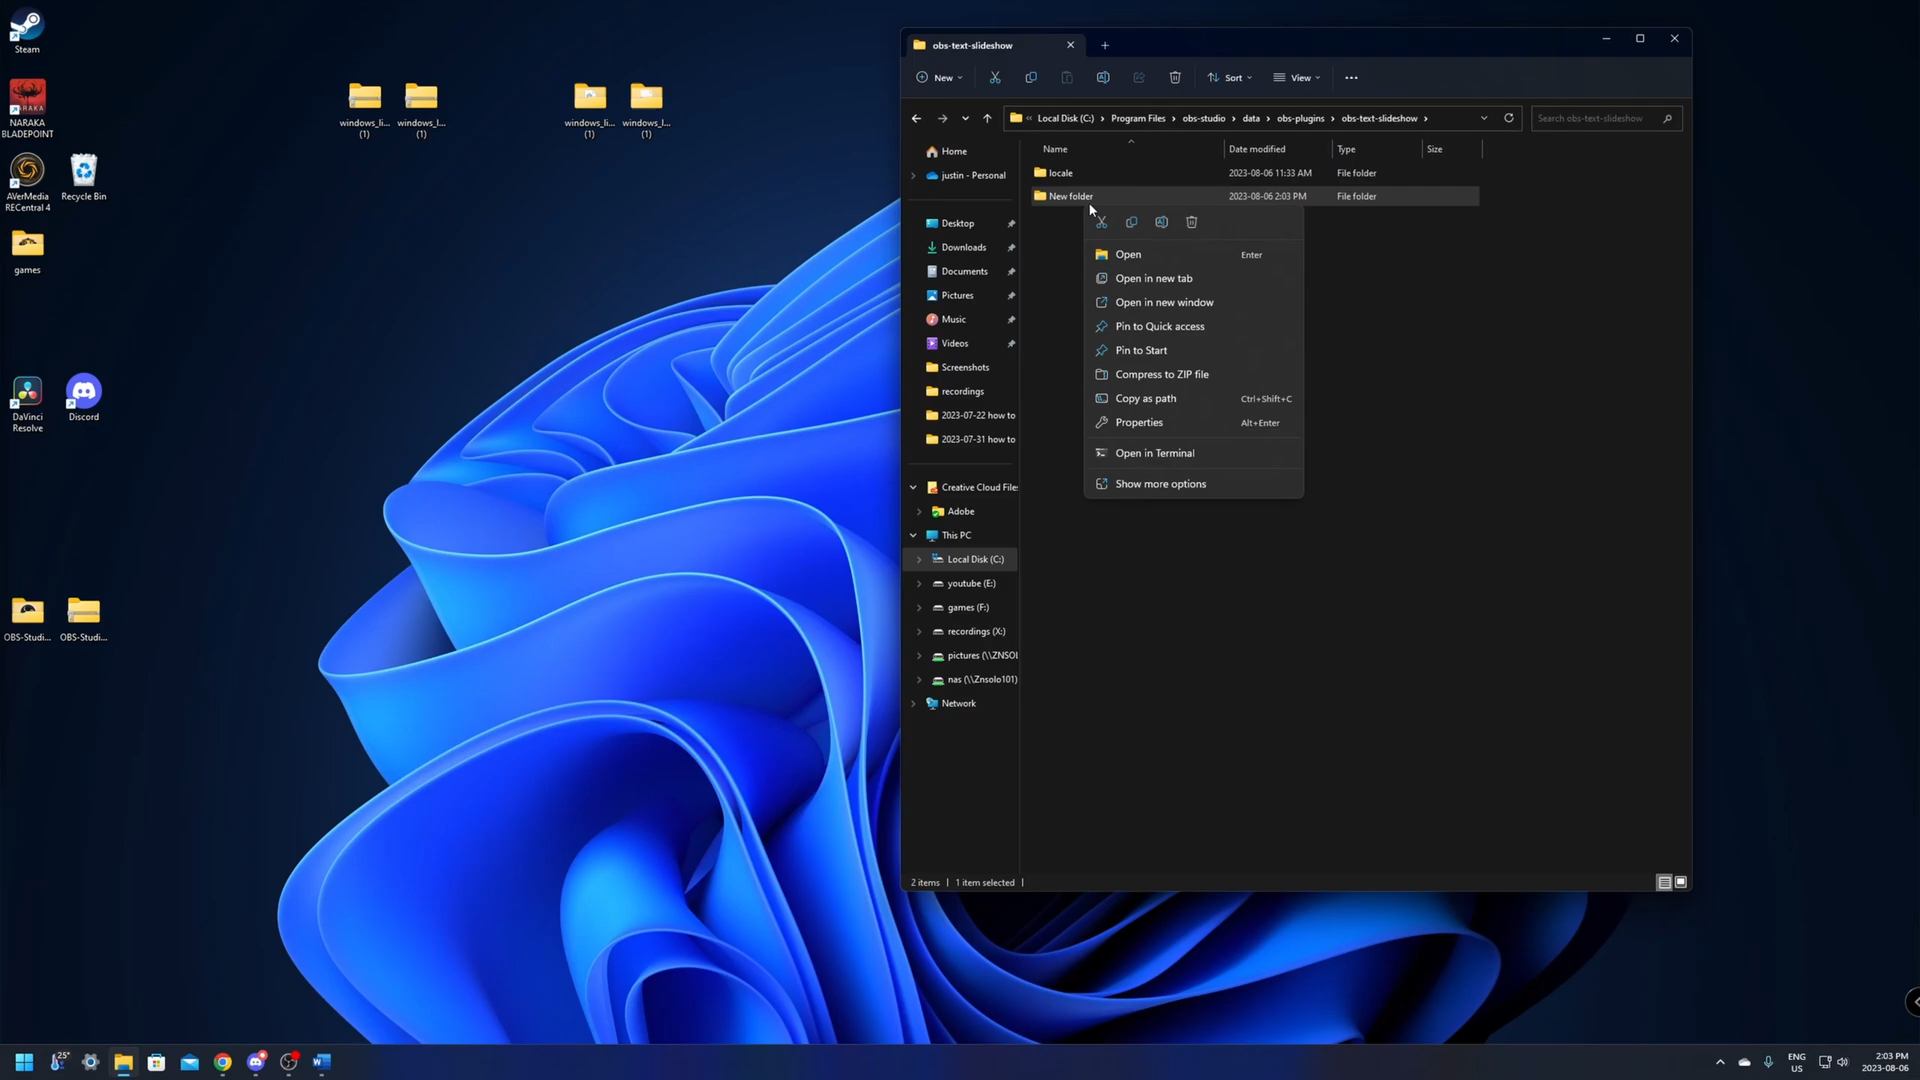 Steam
NARAKA
BLADEPOINT
AVerMedia
RECentral 4
Recycle Bin
games
DaVinci
Resolve
Discord
OBS-Studi...
OBS-Studi...
windows_li...
(1)
windows_l...
(1)
windows_li...
(1)
windows_l...
(1)
obs-text-slideshow
New
Sort
View
Local Disk (C:)
Program Files
obs-studio
data
obs-plugins
obs-text-slideshow
Search obs-text-slideshow
Home
justin - Personal
Desktop
Downloads
Documents
Pictures
Music
Videos
Screenshots
recordings
2023-07-22 how to
2023-07-31 how to
Creative Cloud Files
Adobe
This PC
Local Disk (C:)
youtube (E:)
games (F:)
recordings (X:)
pictures (\\ZNSOL
nas (\\Znsolo101)
Network
Name Date modified Type Size
locale 2023-08-06 11:33 AM File folder
New folder 2023-08-06 2:03 PM File folder
Open Enter
Open in new tab
Open in new window
Pin to Quick access
Pin to Start
Compress to ZIP file
Copy as path Ctrl+Shift+C
Properties Alt+Enter
Open in Terminal
Show more options
2 items 1 item selected
25°
ENG
US
2:03 PM
2023-08-06